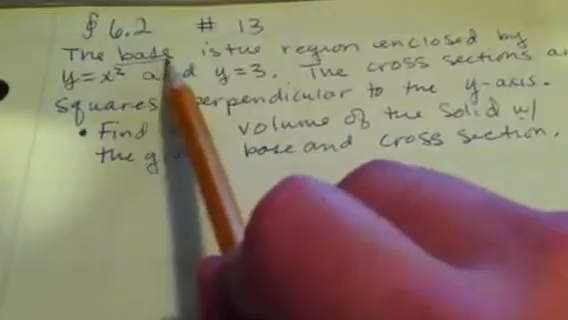 § 6.2 # 13
The base is the region enclosed by
y=x² and y=3. The cross sections
squares perpendicular to the y-axis.
• Find volume of the Solid w/
the base and cross section.